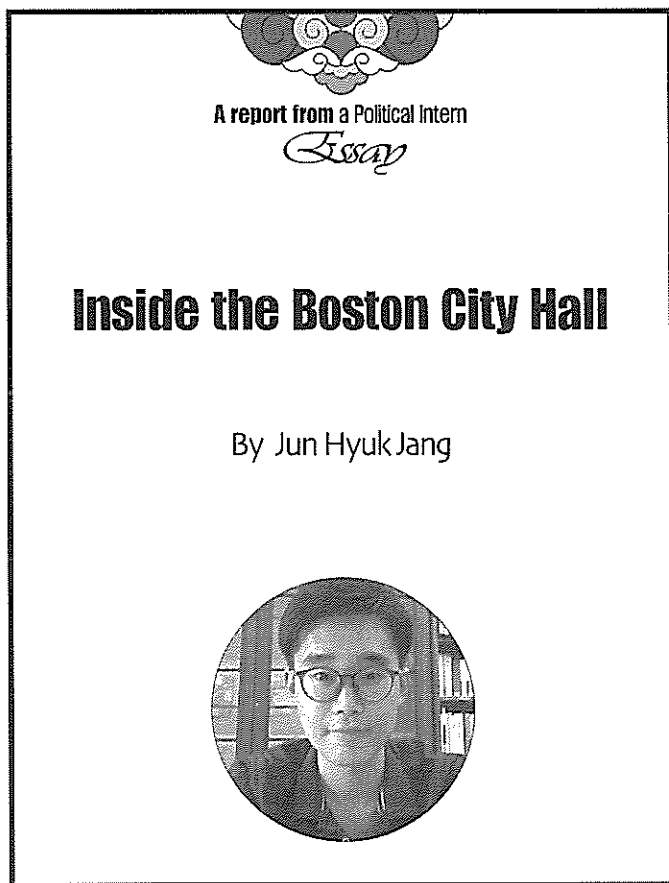 A report from a Political Intern
Essay
Inside the Boston City Hall
By Jun Hyuk Jang